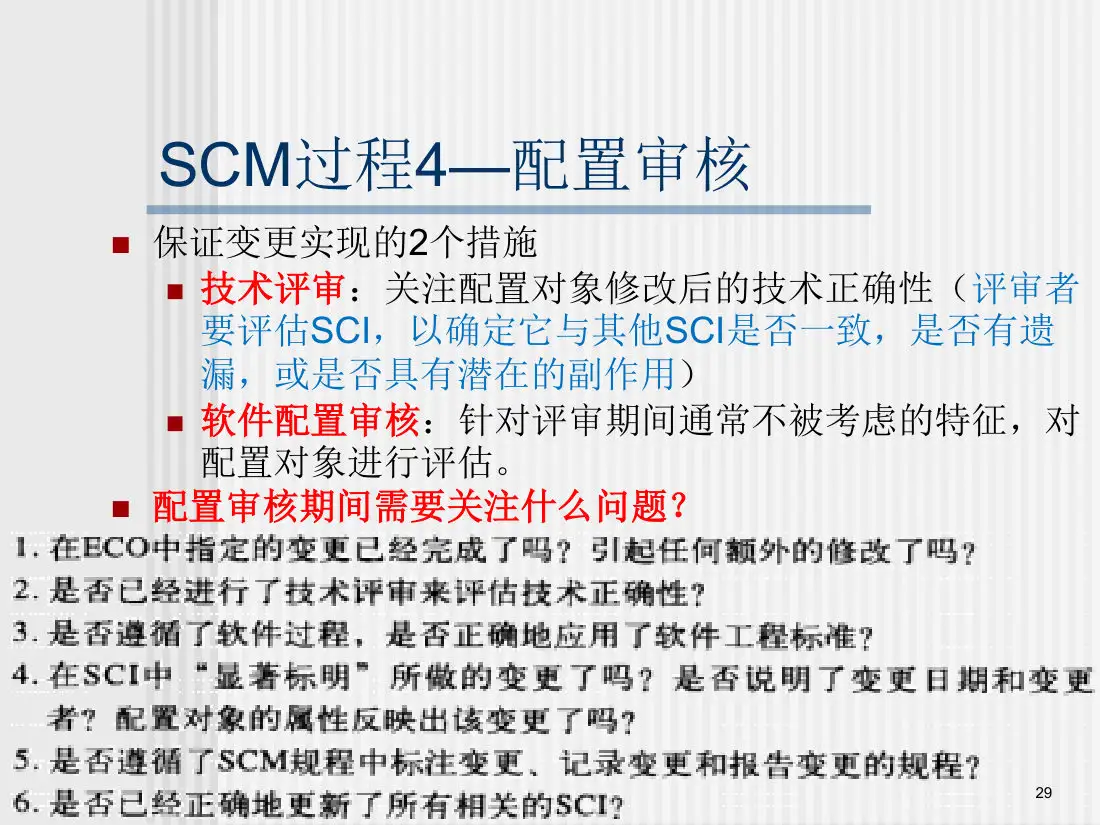 SCM过程4—配置审核
保证变更实现的2个措施
技术评审：关注配置对象修改后的技术正确性（评审者
要评估SCI，以确定它与其他SCI是否一致，是否有遗
漏，或是否具有潜在的副作用）
软件配置审核：针对评审期间通常不被考虑的特征，对
配置对象进行评估。
配置审核期间需要关注什么问题？
1. 在ECO中指定的变更已经完成了吗？引起任何额外的修改了吗？
2. 是否已经进行了技术评审来评估技术正确性？
3. 是否遵循了软件过程，是否正确地应用了软件工程标准？
4. 在SCI中“显著标明”所做的变更了吗？是否说明了变更日期和变更
者？配置对象的属性反映出该变更了吗？
5. 是否遵循了SCM规程中标注变更、记录变更和报告变更的规程？
6. 是否已经正确地更新了所有相关的SCI？
29